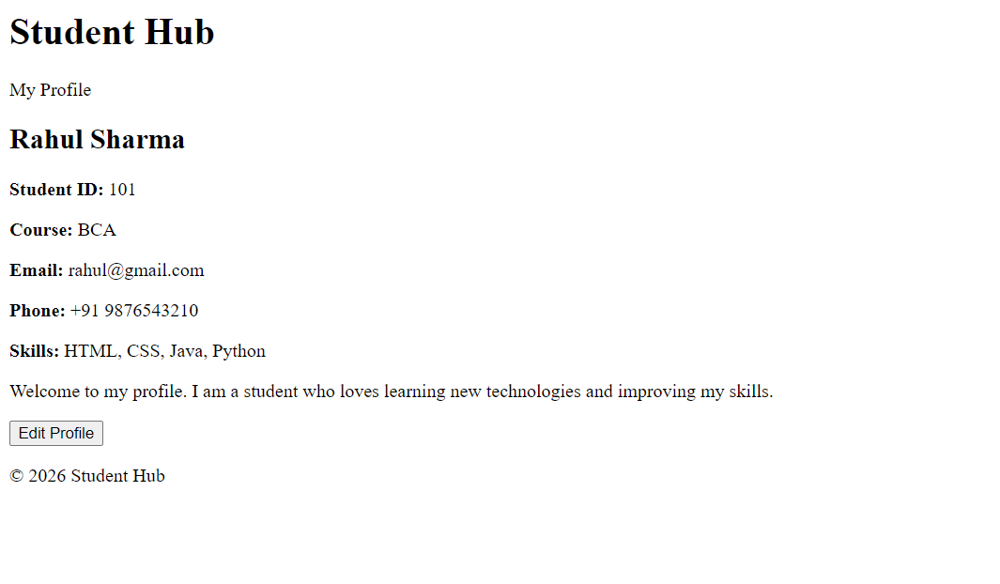 Student Hub
My Profile
Rahul Sharma
Student ID: 101
Course: BCA
Email: rahul@gmail.com
Phone: +91 9876543210
Skills: HTML, CSS, Java, Python
Welcome to my profile. I am a student who loves learning new technologies and improving my skills.
Edit Profile
© 2026 Student Hub